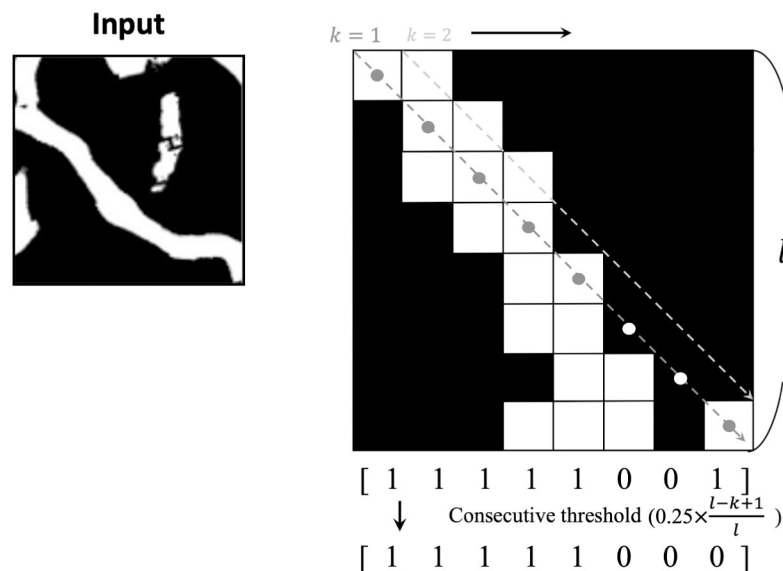 Input
k = 1 k = 2
l
[ 1 1 1 1 1 0 0 1 ]
Consecutive threshold (0.25×\frac{l−k+1}{l})
[ 1 1 1 1 1 0 0 0 ]